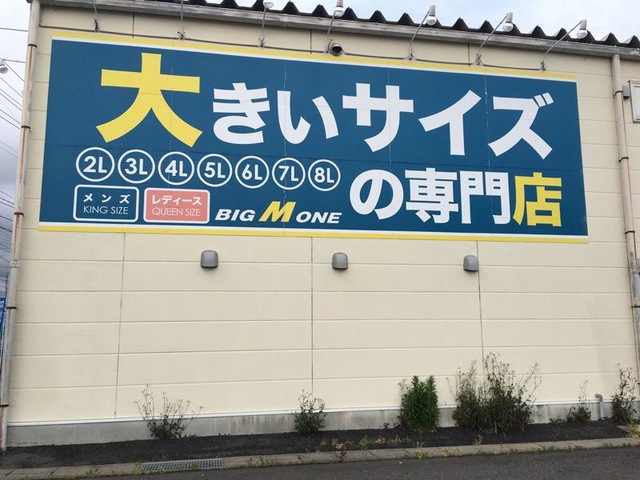 大きいサイズ
の専門店
2L 3L 4L 5L 6L 7L 8L
メンズ
KING SIZE
レディース
QUEEN SIZE
BIG M ONE